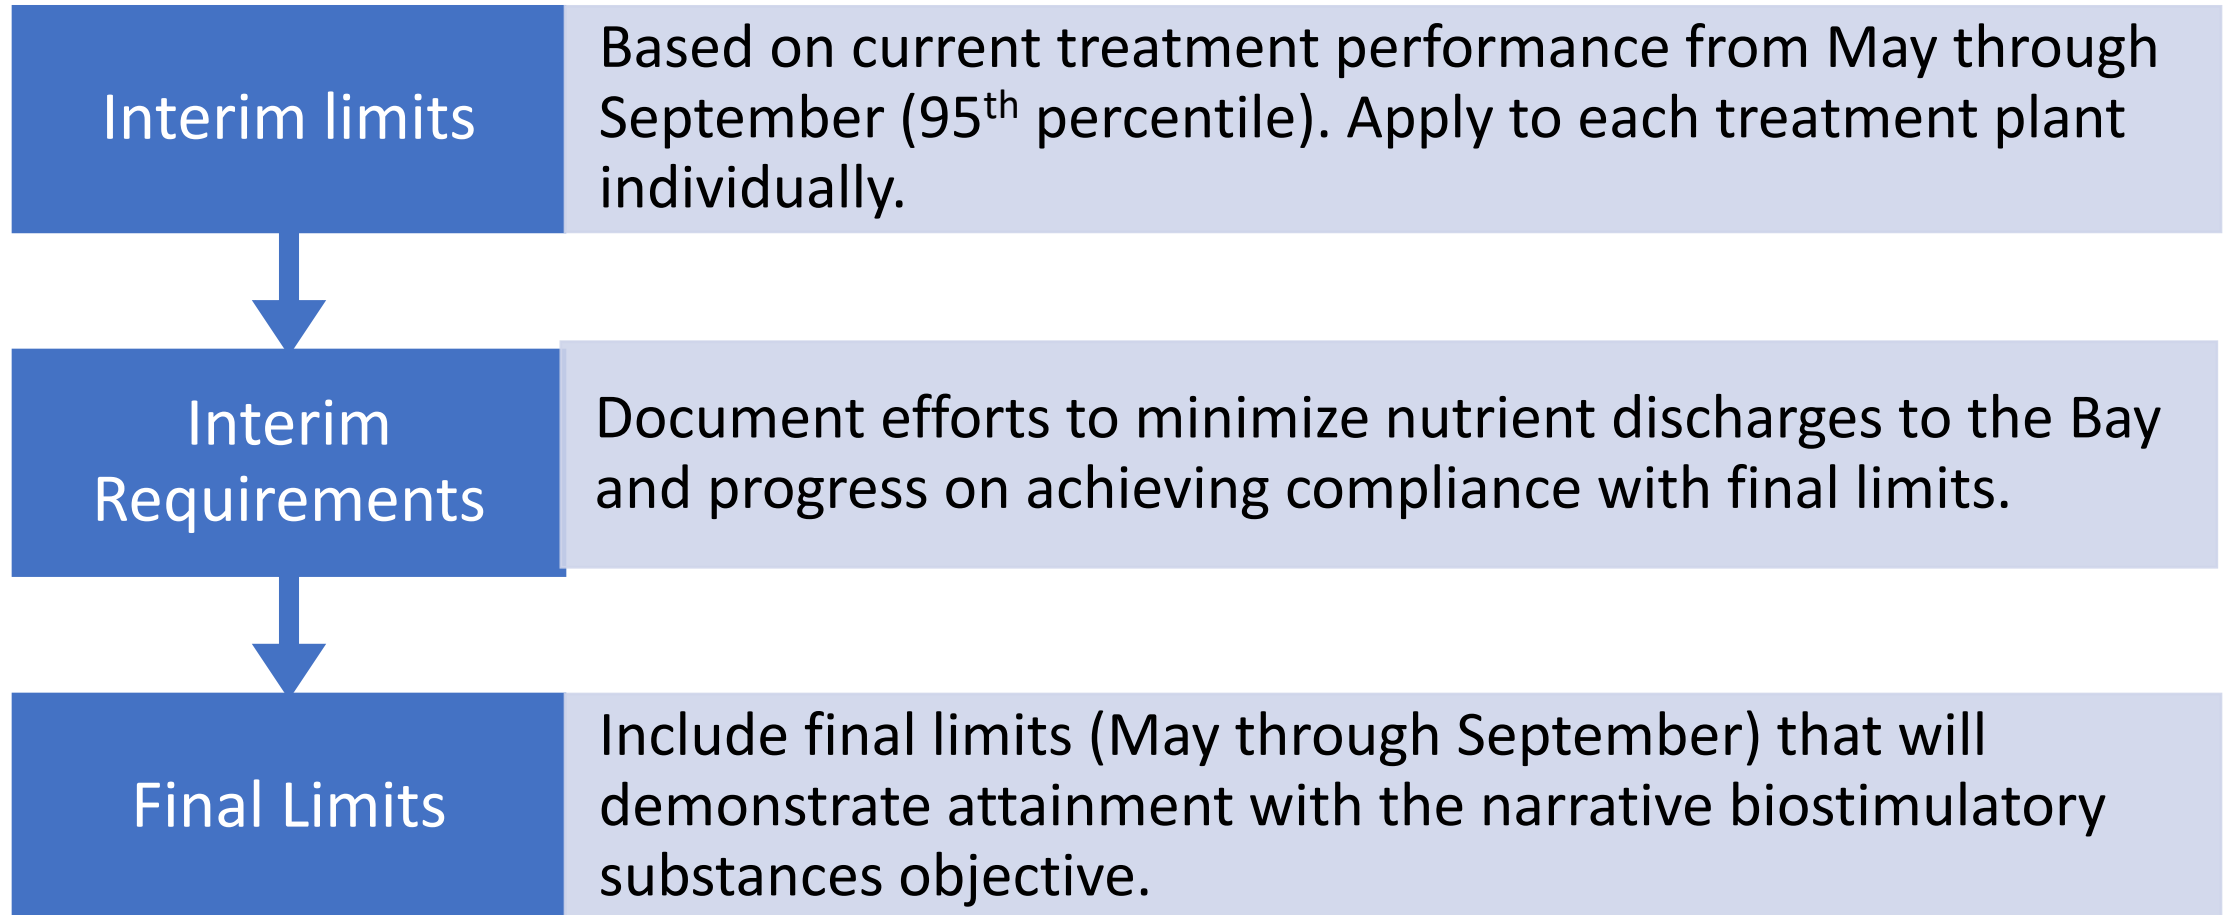 Interim limits
Based on current treatment performance from May through
September (95th percentile). Apply to each treatment plant
individually.
Interim
Requirements
Document efforts to minimize nutrient discharges to the Bay
and progress on achieving compliance with final limits.
Final Limits
Include final limits (May through September) that will
demonstrate attainment with the narrative biostimulatory
substances objective.